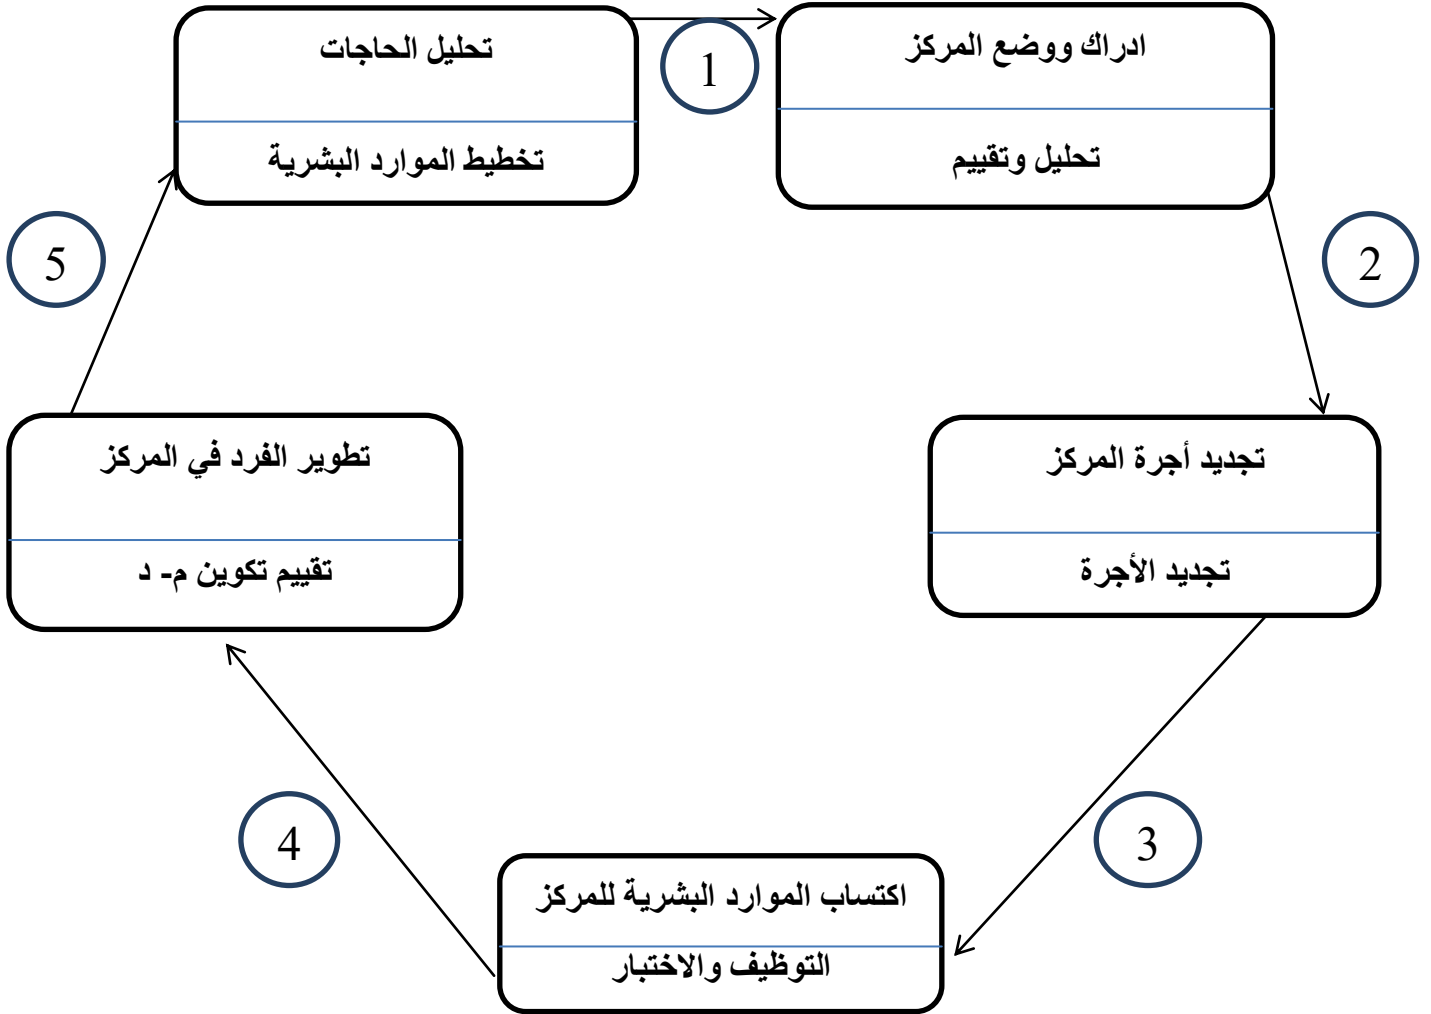 تحليل الحاجات
تخطيط الموارد البشرية
1
ادراك ووضع المركز
تحليل وتقييم
2
تجديد أجرة المركز
تجديد الأجرة
3
اكتساب الموارد البشرية للمركز
التوظيف والاختبار
4
تطوير الفرد في المركز
تقييم تكوين م- د
5